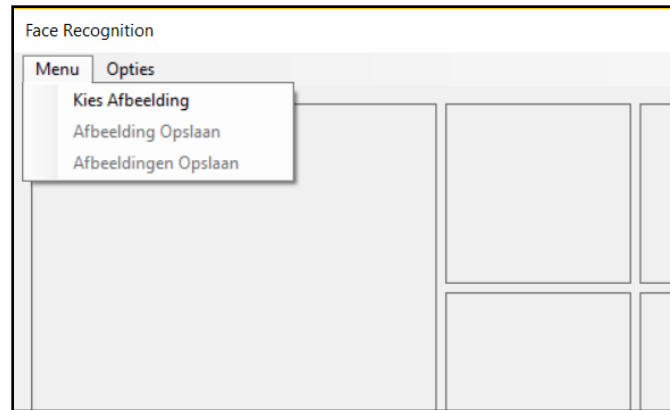 Face Recognition
Menu Opties
Kies Afbeelding
Afbeelding Opslaan
Afbeeldingen Opslaan